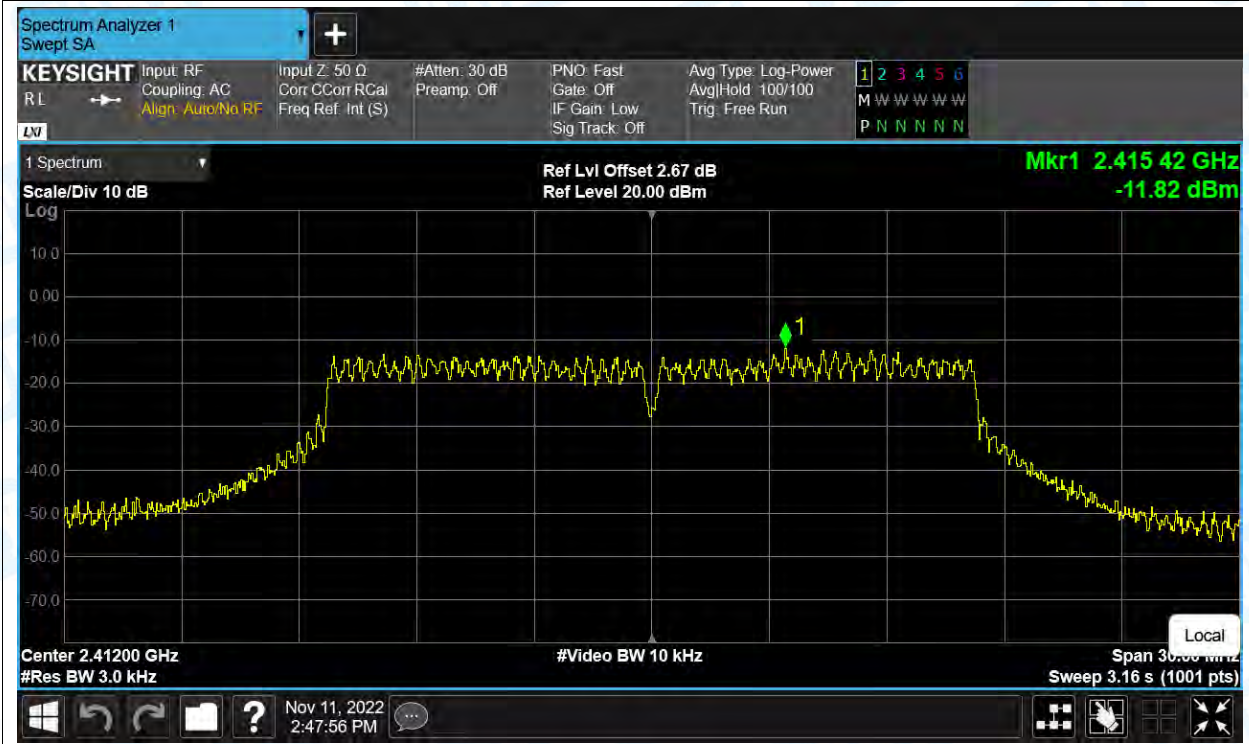 Spectrum Analyzer 1
Swept SA
+
KEYSIGHT
R L
LXI
Input: RF
Coupling: AC
Align: Auto/No RF
Input Z: 50 Ω
Corr CCorr RCal
Freq Ref: Int (S)
#Atten: 30 dB
Preamp: Off
PNO: Fast
Gate: Off
IF Gain: Low
Sig Track: Off
Avg Type: Log-Power
Avg|Hold: 100/100
Trig: Free Run
1 2 3 4 5 6
M W W W W W
P N N N N N
1 Spectrum
Scale/Div 10 dB
Ref Lvl Offset 2.67 dB
Ref Level 20.00 dBm
Mkr1 2.415 42 GHz
-11.82 dBm
Log
10.0
0.00
-10.0
-20.0
-30.0
-40.0
-50.0
-60.0
-70.0
1
Local
Center 2.41200 GHz
#Res BW 3.0 kHz
#Video BW 10 kHz
Span 30.00 MHz
Sweep 3.16 s (1001 pts)
?
Nov 11, 2022
2:47:56 PM